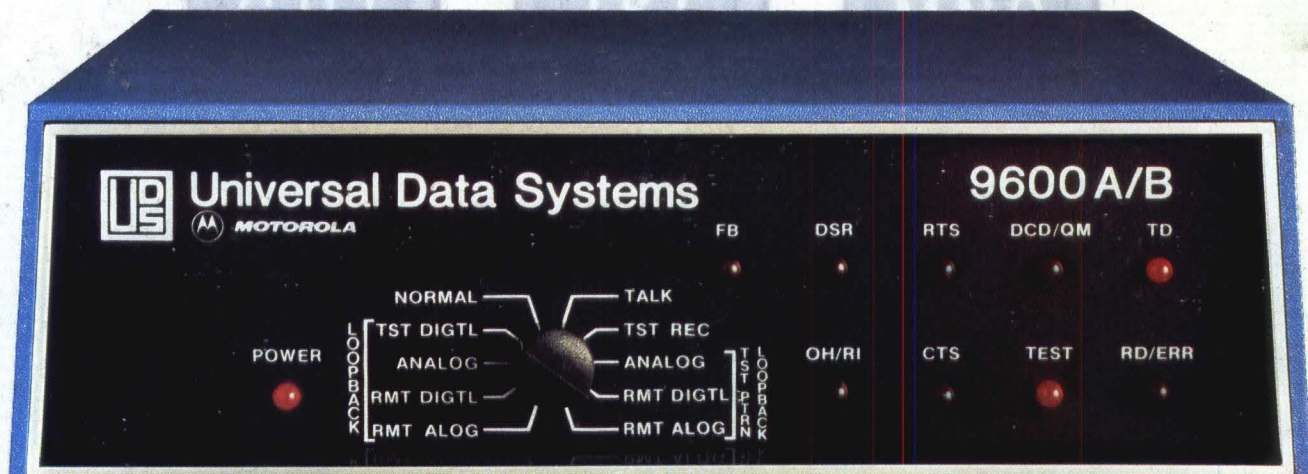 UDS Universal Data Systems
MOTOROLA
9600 A/B
FB DSR RTS DCD/QM TD
NORMAL TALK
TST DIGTL TST REC
POWER LOOPBACK ANALOG ANALOG TST PTRN LOOPBACK OH/RI CTS TEST RD/ERR
RMT DIGTL RMT DIGTL
RMT ALOG RMT ALOG